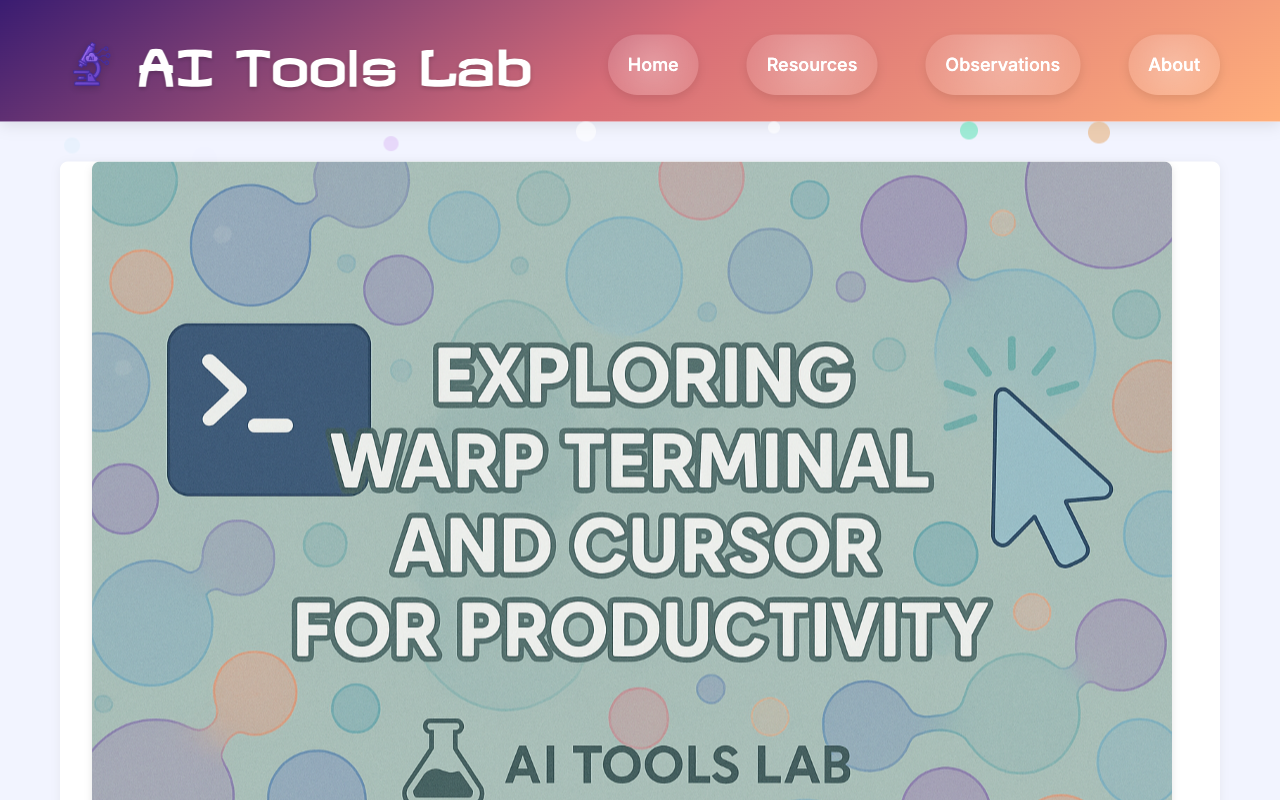 AI Tools Lab
Home
Resources
Observations
About
>_
EXPLORING
WARP TERMINAL
AND CURSOR
FOR PRODUCTIVITY
AI TOOLS LAB